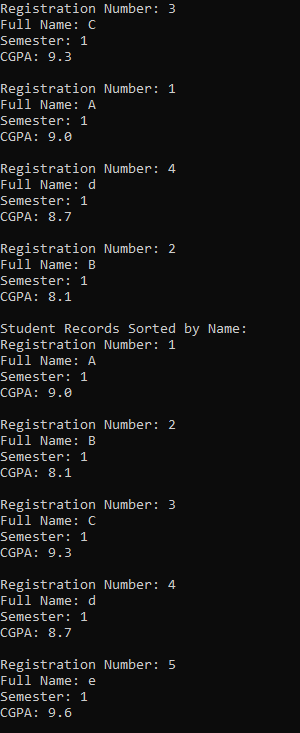 Registration Number: 3
Full Name: C
Semester: 1
CGPA: 9.3
Registration Number: 1
Full Name: A
Semester: 1
CGPA: 9.0
Registration Number: 4
Full Name: d
Semester: 1
CGPA: 8.7
Registration Number: 2
Full Name: B
Semester: 1
CGPA: 8.1
Student Records Sorted by Name:
Registration Number: 1
Full Name: A
Semester: 1
CGPA: 9.0
Registration Number: 2
Full Name: B
Semester: 1
CGPA: 8.1
Registration Number: 3
Full Name: C
Semester: 1
CGPA: 9.3
Registration Number: 4
Full Name: d
Semester: 1
CGPA: 8.7
Registration Number: 5
Full Name: e
Semester: 1
CGPA: 9.6